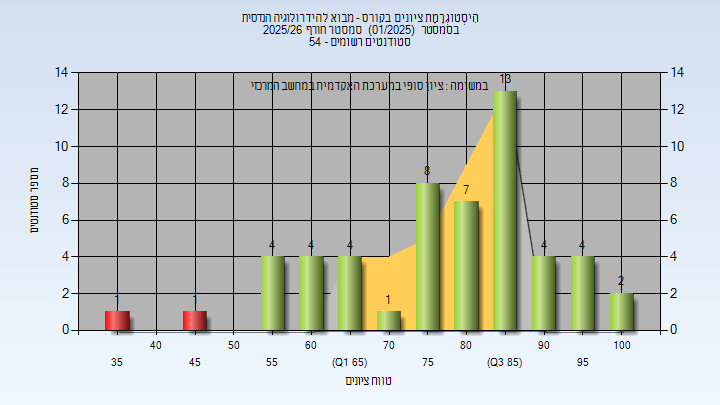 היסטוגרמת ציונים בקורס - מבוא להידרולוגיה הנדסית
בסמסטר (01/2025) סמסטר חורף 2025/26
סטודנטים רשומים - 54
במשימה : ציון סופי במערכת האקדמית במחשב המרכזי
14 14
12 12
10 10
8 8
6 6
4 4
2 2
0 0
1 1 4 4 4 1 8 7 13 4 4 2
מספר סטודנטים
40 50 60 70 80 90 100
35 45 55 (Q1 65) 75 (Q3 85) 95
טווח ציונים